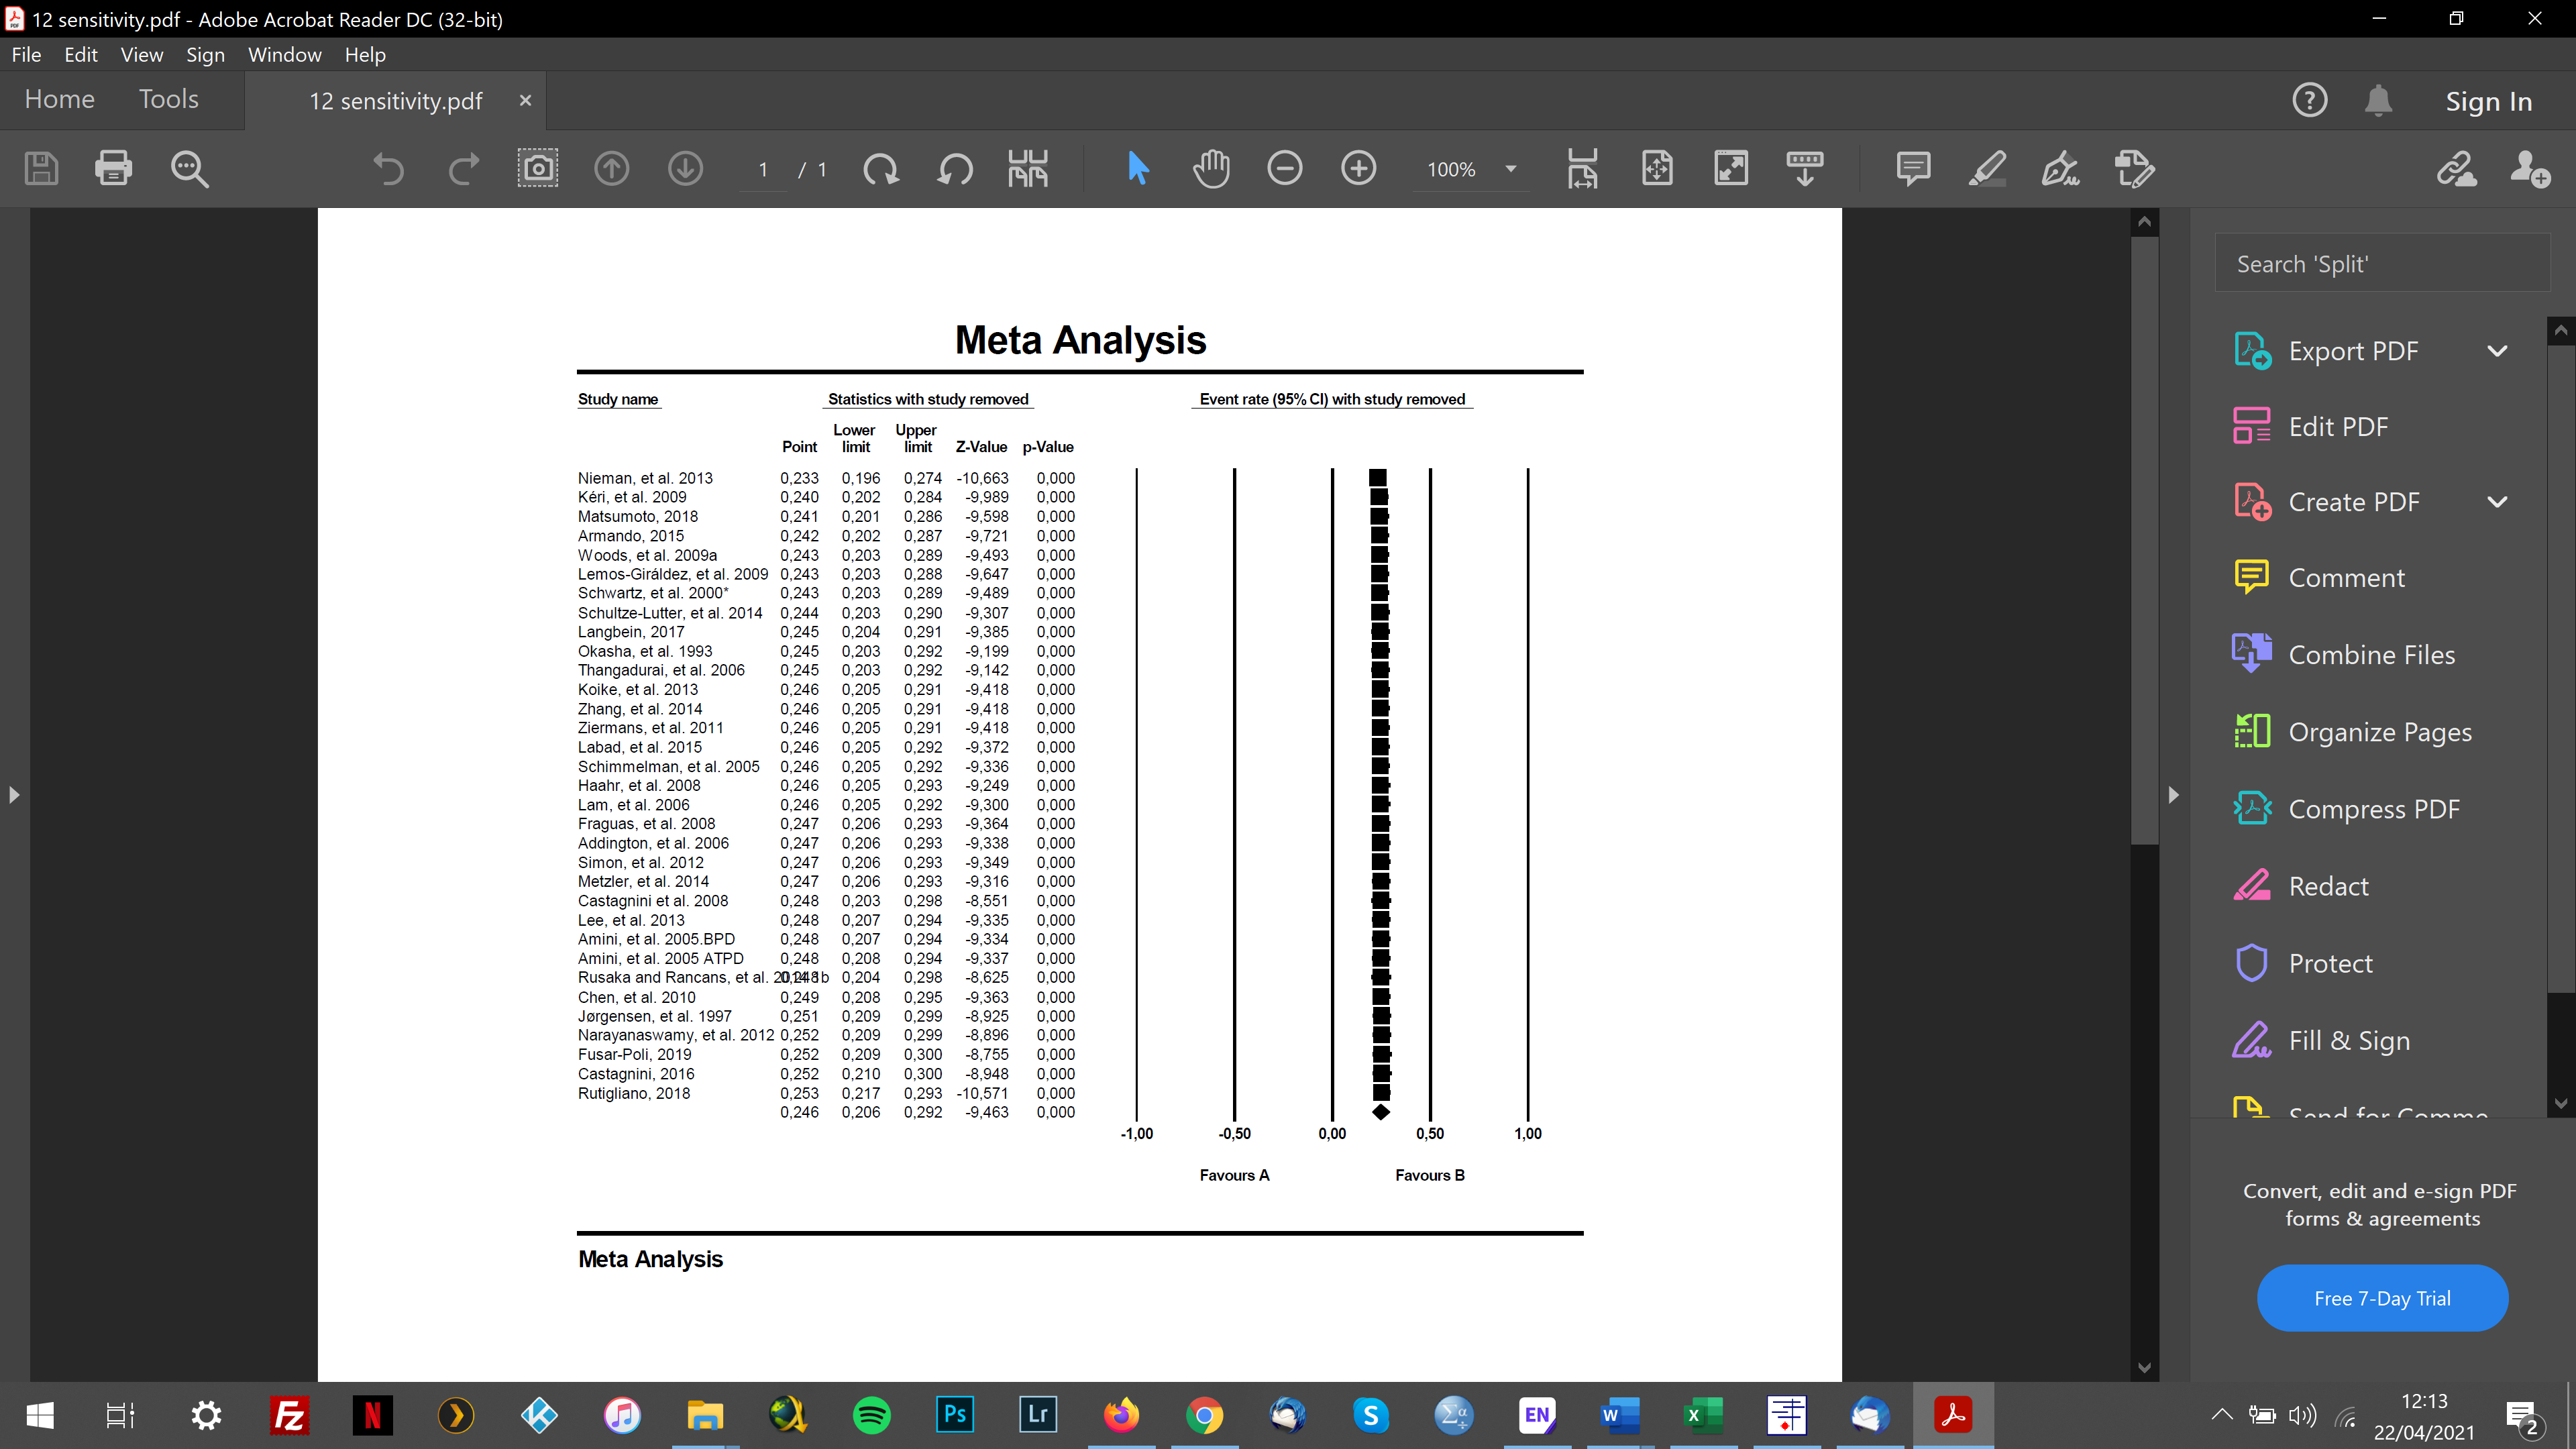 12 sensitivity.pdf - Adobe Acrobat Reader DC (32-bit)
File Edit View Sign Window Help
Home Tools 12 sensitivity.pdf × Sign In
1 / 1 100%
Search 'Split'
Export PDF
Edit PDF
Create PDF
Comment
Combine Files
Organize Pages
Compress PDF
Redact
Protect
Fill & Sign
Send for Comme
Convert, edit and e-sign PDF
forms & agreements
Free 7-Day Trial
Meta Analysis
Study name Statistics with study removed Event rate (95% CI) with study removed
Lower Upper
Point limit limit Z-Value p-Value
Nieman, et al. 2013 0,233 0,196 0,274 -10,663 0,000
Kéri, et al. 2009 0,240 0,202 0,284 -9,989 0,000
Matsumoto, 2018 0,241 0,201 0,286 -9,598 0,000
Armando, 2015 0,242 0,202 0,287 -9,721 0,000
Woods, et al. 2009a 0,243 0,203 0,289 -9,493 0,000
Lemos-Giráldez, et al. 2009 0,243 0,203 0,288 -9,647 0,000
Schwartz, et al. 2000* 0,243 0,203 0,289 -9,489 0,000
Schultze-Lutter, et al. 2014 0,244 0,203 0,290 -9,307 0,000
Langbein, 2017 0,245 0,204 0,291 -9,385 0,000
Okasha, et al. 1993 0,245 0,203 0,292 -9,199 0,000
Thangadurai, et al. 2006 0,245 0,203 0,292 -9,142 0,000
Koike, et al. 2013 0,246 0,205 0,291 -9,418 0,000
Zhang, et al. 2014 0,246 0,205 0,291 -9,418 0,000
Ziermans, et al. 2011 0,246 0,205 0,291 -9,418 0,000
Labad, et al. 2015 0,246 0,205 0,292 -9,372 0,000
Schimmelman, et al. 2005 0,246 0,205 0,292 -9,336 0,000
Haahr, et al. 2008 0,246 0,205 0,293 -9,249 0,000
Lam, et al. 2006 0,246 0,205 0,292 -9,300 0,000
Fraguas, et al. 2008 0,247 0,206 0,293 -9,364 0,000
Addington, et al. 2006 0,247 0,206 0,293 -9,338 0,000
Simon, et al. 2012 0,247 0,206 0,293 -9,349 0,000
Metzler, et al. 2014 0,247 0,206 0,293 -9,316 0,000
Castagnini et al. 2008 0,248 0,203 0,298 -8,551 0,000
Lee, et al. 2013 0,248 0,207 0,294 -9,335 0,000
Amini, et al. 2005.BPD 0,248 0,207 0,294 -9,334 0,000
Amini, et al. 2005 ATPD 0,248 0,208 0,294 -9,337 0,000
Rusaka and Rancans, et al. 0,204 0,298 -8,625 0,000
Chen, et al. 2010 0,249 0,208 0,295 -9,363 0,000
Jørgensen, et al. 1997 0,251 0,209 0,299 -8,925 0,000
Narayanaswamy, et al. 2012 0,252 0,209 0,299 -8,896 0,000
Fusar-Poli, 2019 0,252 0,209 0,300 -8,755 0,000
Castagnini, 2016 0,252 0,210 0,300 -8,948 0,000
Rutigliano, 2018 0,253 0,217 0,293 -10,571 0,000
0,246 0,206 0,292 -9,463 0,000
-1,00 -0,50 0,00 0,50 1,00
Favours A Favours B
Meta Analysis
Fz N Ps Lr S Σα EN W X
12:13
22/04/2021
2